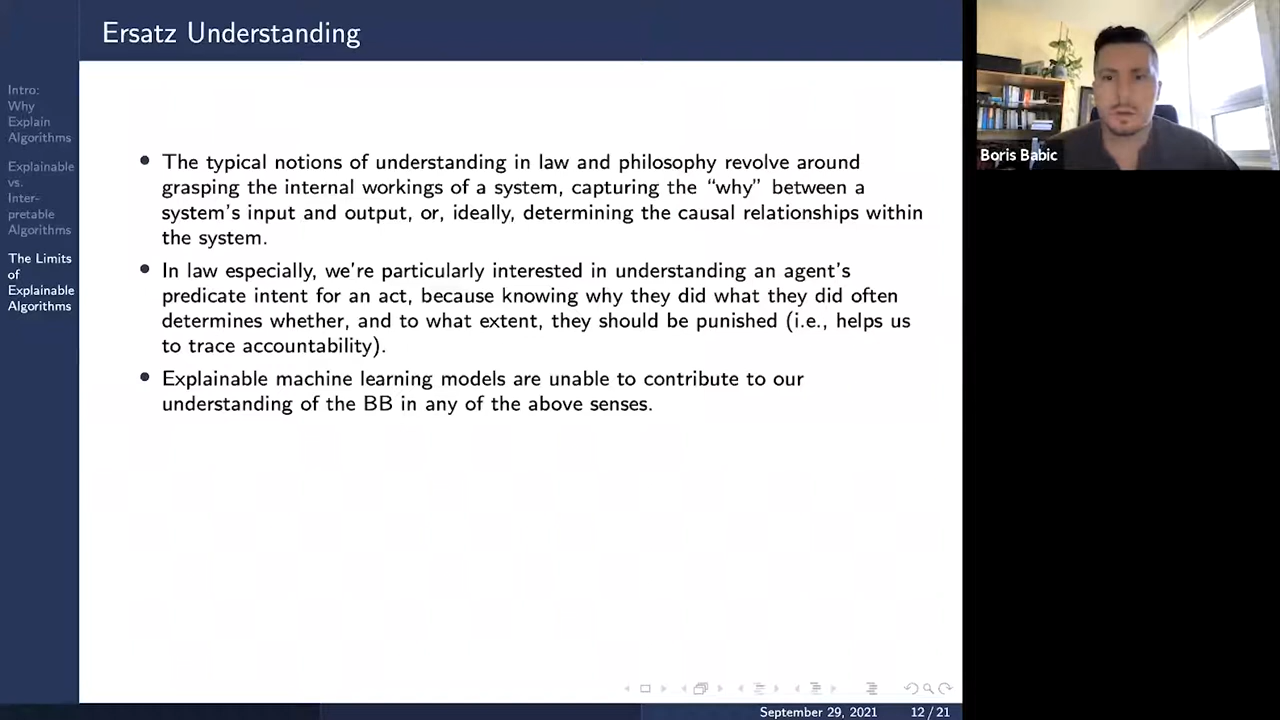 Ersatz Understanding
Intro:
Why
Explain
Algorithms
Explainable
vs.
Inter-
pretable
Algorithms
The Limits
of
Explainable
Algorithms
• The typical notions of understanding in law and philosophy revolve around
grasping the internal workings of a system, capturing the “why” between a
system’s input and output, or, ideally, determining the causal relationships within
the system.
• In law especially, we’re particularly interested in understanding an agent’s
predicate intent for an act, because knowing why they did what they did often
determines whether, and to what extent, they should be punished (i.e., helps us
to trace accountability).
• Explainable machine learning models are unable to contribute to our
understanding of the BB in any of the above senses.
Boris Babic
September 29, 2021 12 / 21